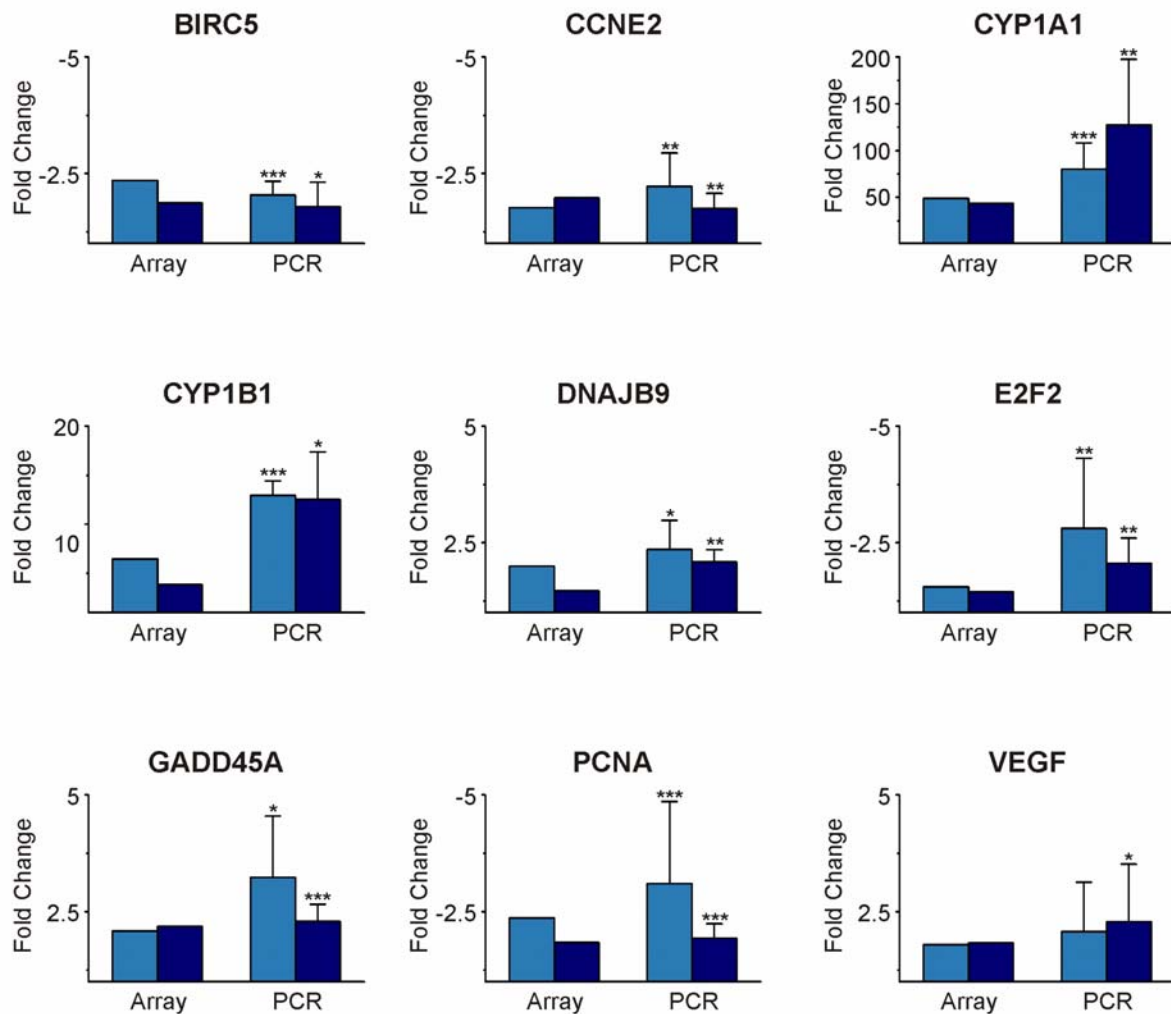 BIRC5
-5
-2.5
Fold Change
***
*
Array
PCR
CCNE2
-5
-2.5
Fold Change
**
**
Array
PCR
CYP1A1
200
150
100
50
Fold Change
***
**
Array
PCR
CYP1B1
20
10
Fold Change
***
*
Array
PCR
DNAJB9
5
2.5
Fold Change
*
**
Array
PCR
E2F2
-5
-2.5
Fold Change
**
**
Array
PCR
GADD45A
5
2.5
Fold Change
*
***
Array
PCR
PCNA
-5
-2.5
Fold Change
***
***
Array
PCR
VEGF
5
2.5
Fold Change
*
Array
PCR